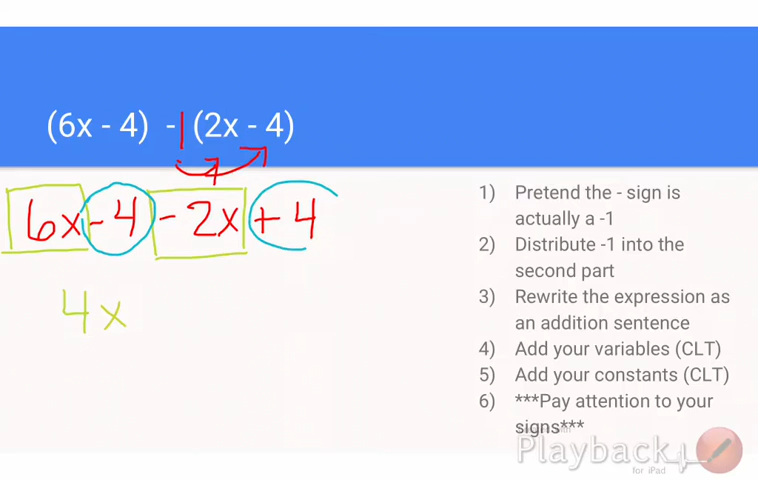 (6x - 4) -1(2x - 4)
6x - 4 - 2x + 4
4x
1) Pretend the - sign is
actually a -1
2) Distribute -1 into the
second part
3) Rewrite the expression as
an addition sentence
4) Add your variables (CLT)
5) Add your constants (CLT)
6) ***Pay attention to your
signs***
Playback
for iPad